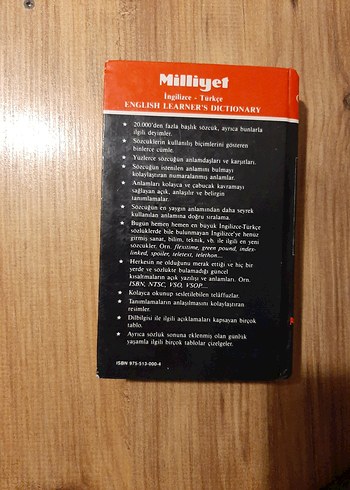 Milliyet
İngilizce - Türkçe
ENGLISH LEARNER'S DICTIONARY
★ 20.000'den fazla başlık sözcük, ayrıca bunlarla
ilgili deyimler.
★ Sözcüklerin kullanılış biçimlerini gösteren
binlerce cümle.
★ Yüzlerce sözcüğün anlamdaşları ve karşıtları.
★ Sözcüğün istenilen anlamını bulmayı
kolaylaştıran numaralanmış anlamlar.
★ Anlamları kolayca ve çabucak kavramayı
sağlayan açık, anlaşılır ve belirgin
tanımlamalar.
★ Sözcüğün en yaygın anlamından daha seyrek
kullanılan anlamına doğru sıralama.
★ Bugün hemen hemen en büyük İngilizce-Türkçe
sözlüklerde bile bulunmayan İngilizce'ye henüz
girmiş sanat, bilim, teknik, vb. ile ilgili en yeni
sözcükler. Örn. flexitime, green pound, index-
linked, spoiler, teletext, telethon...
★ Herkesin ne olduğunu merak ettiği ve hiç bir
yerde ve sözlükte bulamadığı güncel
kısaltmaların açık yazılışı ve anlamları. Örn.
ISBN, NTSC, VSO, VSOP...
★ Kolayca okunup sesletilebilen telâffuzlar.
★ Tanımlamaların anlaşılmasını kolaylaştıran
resimler.
★ Dilbilgisi ile ilgili açıklamaları kapsayan birçok
tablo.
★ Ayrıca sözlük sonuna eklenmiş olan günlük
yaşamla ilgili birçok tablolar çizelgeler.
ISBN 975-513-000-4